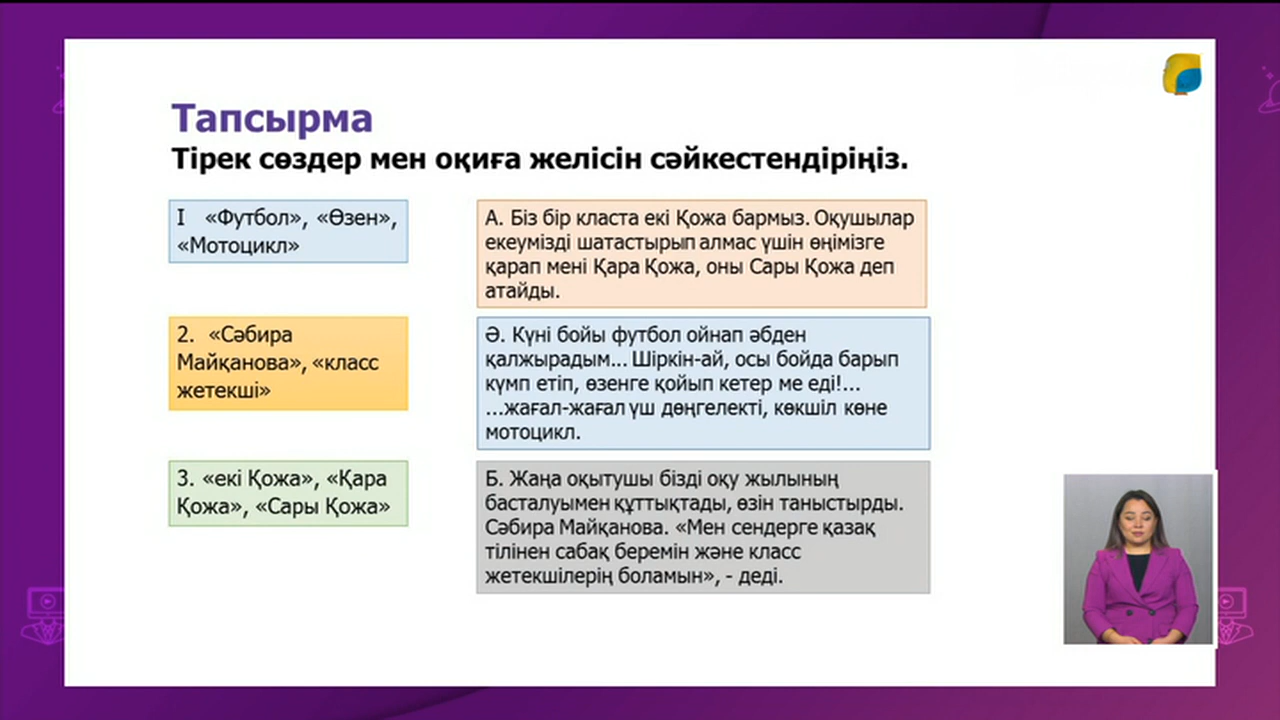 Тапсырма
Тірек сөздер мен оқиға желісін сәйкестендіріңіз.
I «Футбол», «Өзен»,
«Мотоцикл»
2. «Сәбира
Майқанова», «класс
жетекші»
3. «екі Қожа», «Қара
Қожа», «Сары Қожа»
А. Біз бір класта екі Қожа бармыз. Оқушылар
екеумізді шатастырып алмас үшін өңімізге
қарап мені Қара Қожа, оны Сары Қожа деп
атайды.
Ә. Күні бойы футбол ойнап әбден
қалжырадым... Шіркін-ай, осы бойда барып
күмп етіп, өзенге қойып кетер ме еді!...
...жағал-жағал үш дөңгелекті, көкшіл көне
мотоцикл.
Б. Жаңа оқытушы бізді оқу жылының
басталуымен құттықтады, өзін таныстырды.
Сәбира Майқанова. «Мен сендерге қазақ
тілінен сабақ беремін және класс
жетекшілерің боламын», - деді.